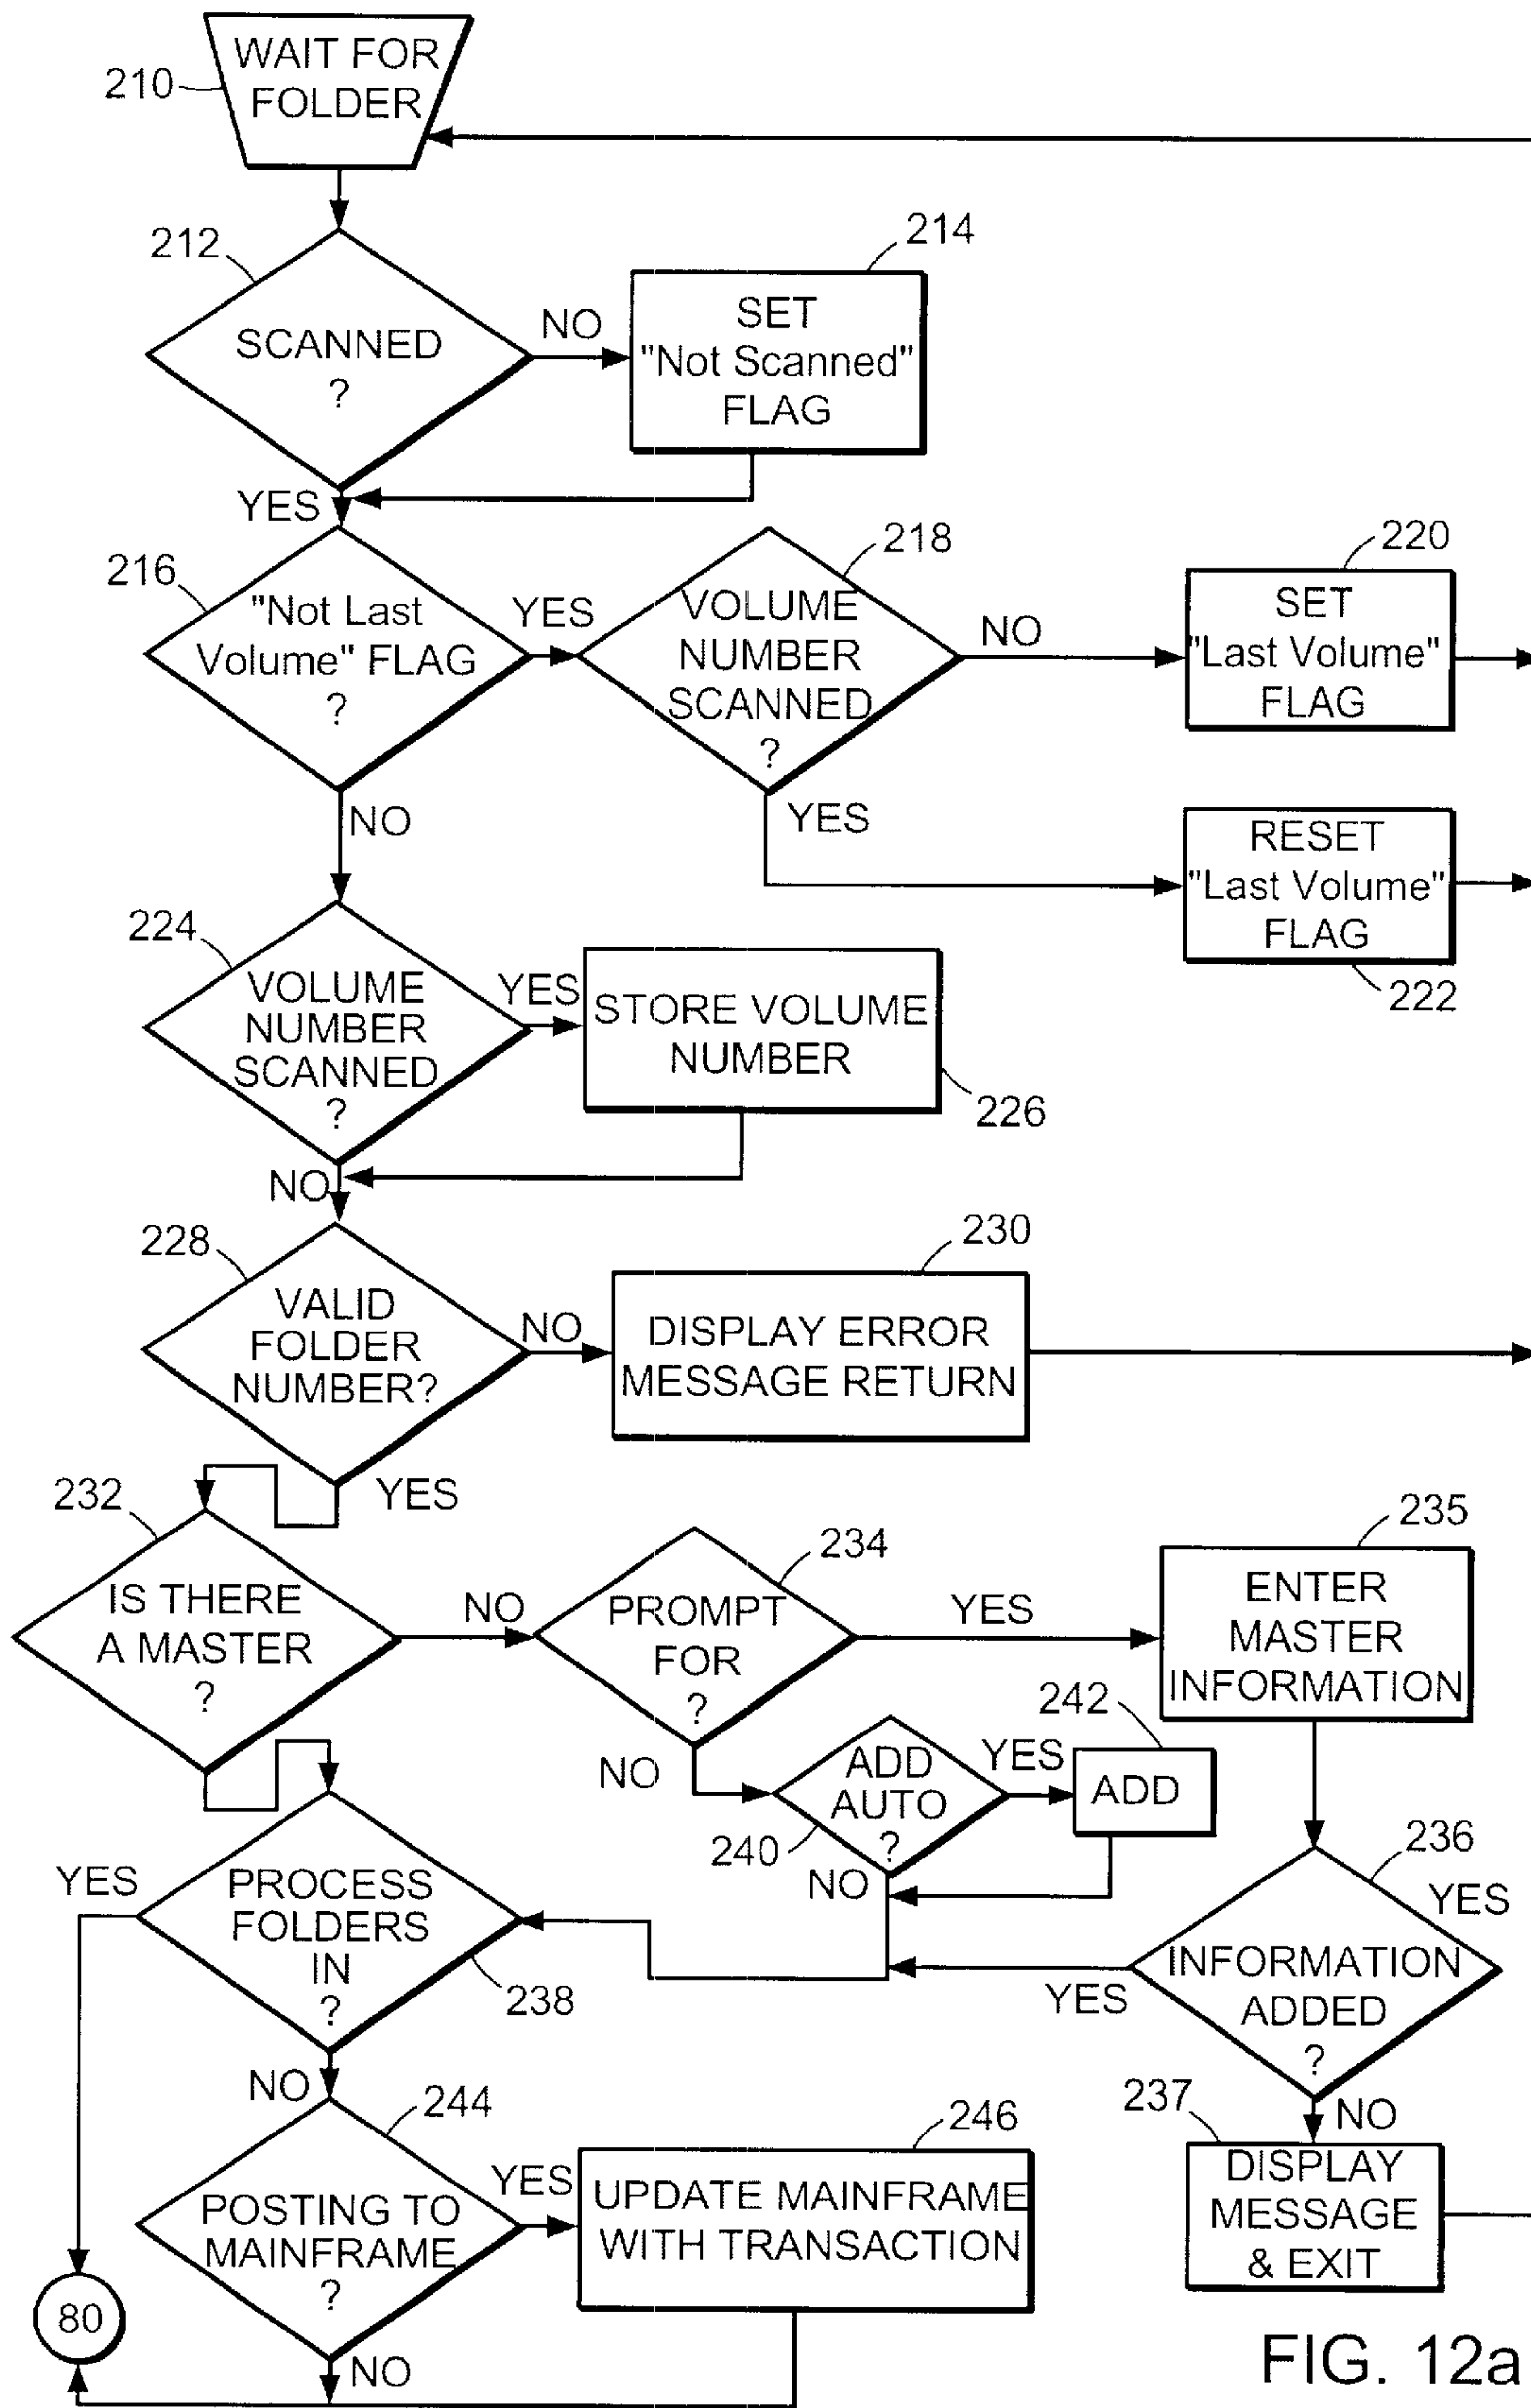 WAIT FOR
FOLDER
210
212
SCANNED
?
NO
214
SET
"Not Scanned"
FLAG
YES
216
"Not Last
Volume" FLAG
?
YES
218
VOLUME
NUMBER
SCANNED
?
NO
220
SET
"Last Volume"
FLAG
YES
RESET
"Last Volume"
FLAG
222
NO
224
VOLUME
NUMBER
SCANNED
?
YES
STORE VOLUME
NUMBER
226
NO
228
VALID
FOLDER
NUMBER?
NO
230
DISPLAY ERROR
MESSAGE RETURN
YES
232
IS THERE
A MASTER
?
NO
234
PROMPT
FOR
?
YES
235
ENTER
MASTER
INFORMATION
NO
ADD
AUTO
?
240
YES
242
ADD
NO
236
YES
INFORMATION
ADDED
?
YES
NO
237
DISPLAY
MESSAGE
& EXIT
YES
PROCESS
FOLDERS
IN
?
238
NO
244
POSTING TO
MAINFRAME
?
YES
246
UPDATE MAINFRAME
WITH TRANSACTION
NO
80
FIG. 12a